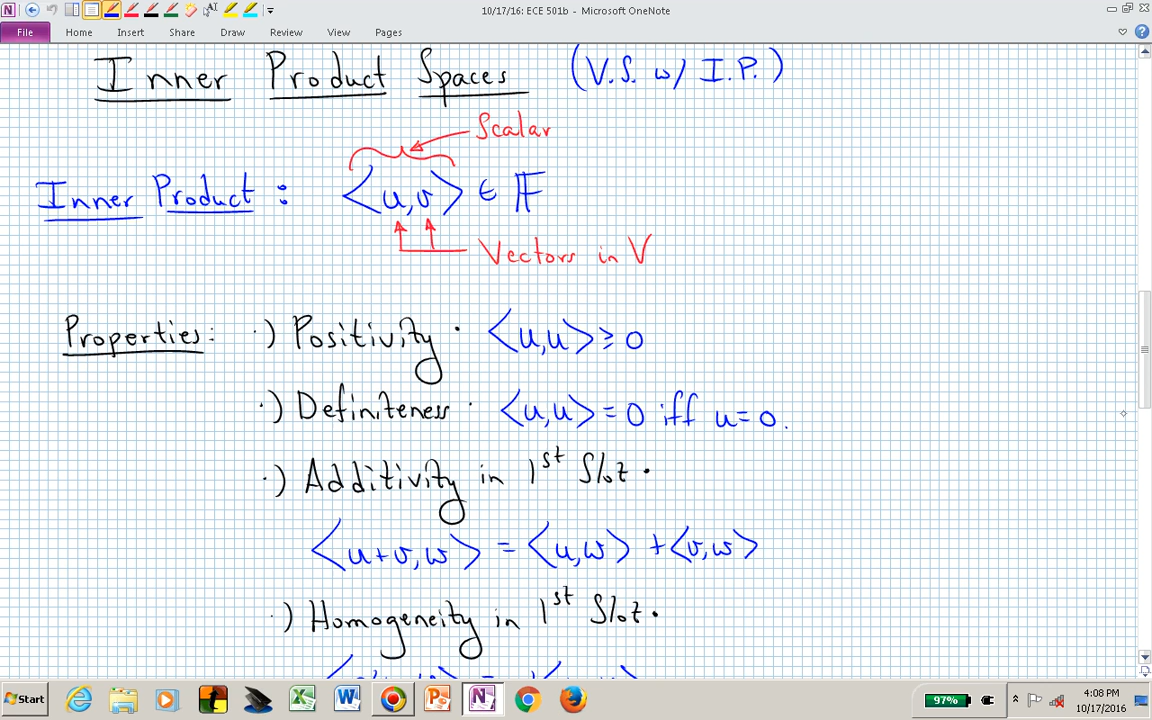 10/17/16: ECE 501b - Microsoft OneNote
File Home Insert Share Draw Review View Pages
Inner Product Spaces (V.S. w/ I.P.)
Scalar
Inner Product: <u,v> ∈ 𝔽
Vectors in V
Properties: ·) Positivity · <u,u> ≥ 0
·) Definiteness · <u,u> = 0 iff u = 0.
·) Additivity in 1st Slot ·
<u+v,w> = <u,w> + <v,w>
·) Homogeneity in 1st Slot ·
Start 97% 4:08 PM
10/17/2016